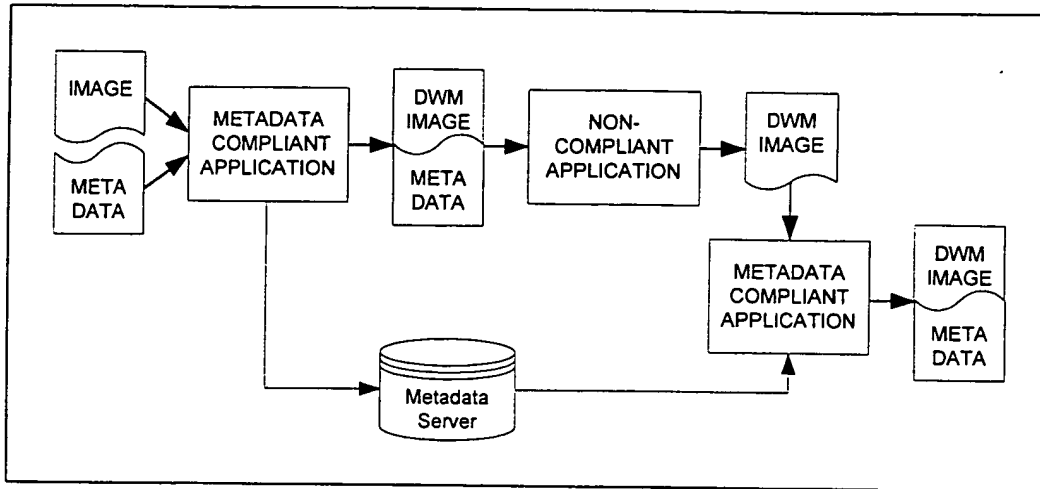 IMAGE
META
DATA
METADATA
COMPLIANT
APPLICATION
DWM
IMAGE
META
DATA
NON-
COMPLIANT
APPLICATION
DWM
IMAGE
METADATA
COMPLIANT
APPLICATION
DWM
IMAGE
META
DATA
Metadata
Server